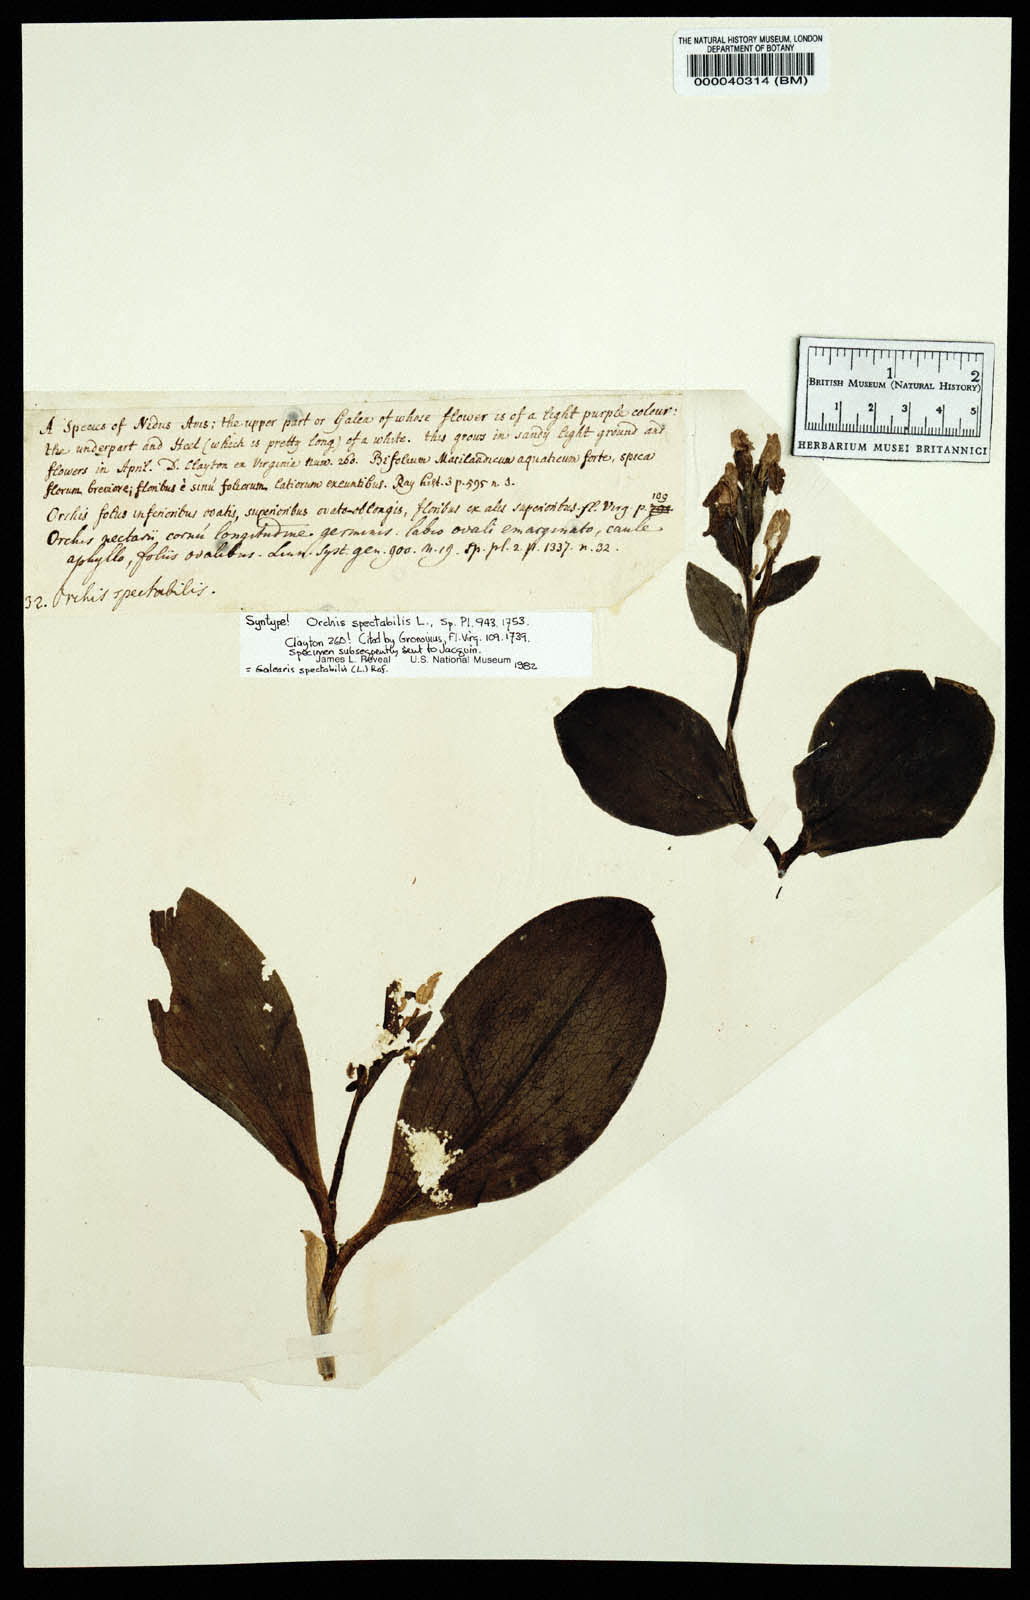 THE NATURAL HISTORY MUSEUM, LONDON
DEPARTMENT OF BOTANY
000040314 (BM)
1 2
BRITISH MUSEUM (NATURAL HISTORY)
1 2 3 4 5
HERBARIUM MUSEI BRITANNICI
A Species of Nidus Avis: the upper part or Galea of whose flower is of a light purple colour:
the underpart and Heel (which is pretty long) of a white. this grows in sandy light ground and
flowers in April. D. Clayton ex Virginia num. 260. Bifolium Marilandicum aquaticum forte, spica
florum breviore; floribus è sinú foliorum latiorum exeuntibus. Ray hist. 3 p. 595 n. 3.
Orchis foliis inferioribus ovatis, superioribus ovato-oblongis, floribus ex alis superioribus. fl. Virg. p. 109
Orchis nectarii, cornú longitudine germinis. labio ovali emarginato, caule
aphyllo, foliis ovalibus. Linn. Syst. gen. 900. n. 19. Sp. pl. 2. p. 1337. n. 32.
32. Orchis spectabilis.
Syntype! Orchis spectabilis L., Sp. Pl. 943. 1753.
Clayton 260! Cited by Gronovius, Fl. Virg. 109. 1739.
Specimen subsequently sent to Jacquin.
James L. Reveal U.S. National Museum 1982
= Galearis spectabilis (L.) Raf.